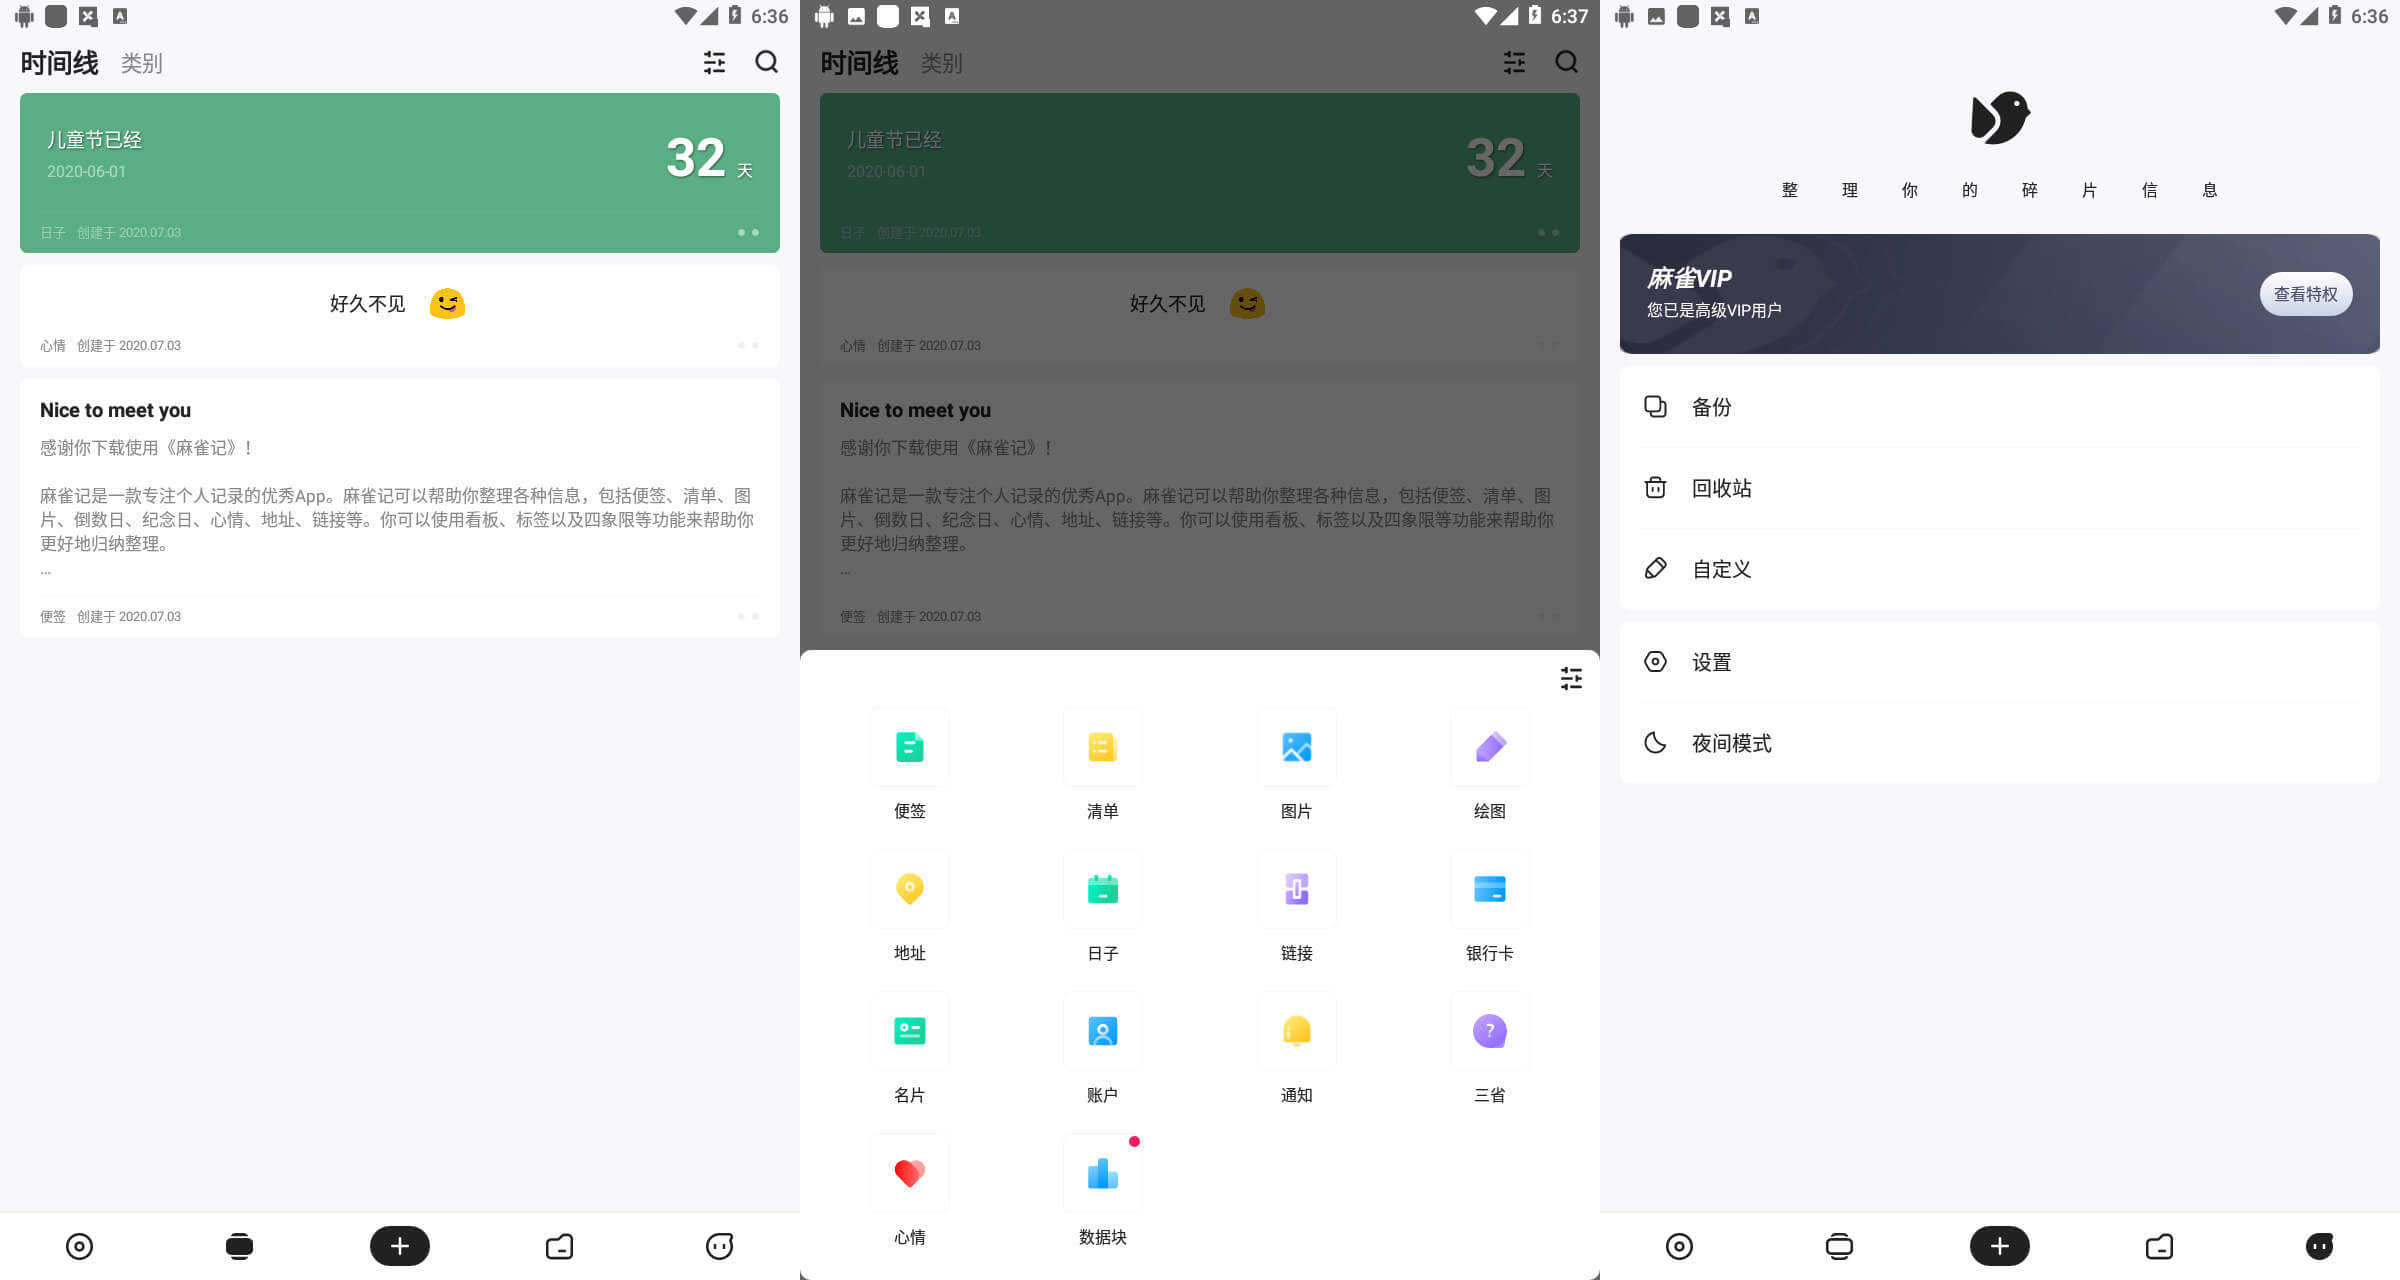 6:36
时间线 类别
儿童节已经
2020-06-01
32 天
日子 创建于 2020.07.03
好久不见
心情 创建于 2020.07.03
Nice to meet you
感谢你下载使用《麻雀记》！
麻雀记是一款专注个人记录的优秀App。麻雀记可以帮助你整理各种信息，包括便签、清单、图
片、倒数日、纪念日、心情、地址、链接等。你可以使用看板、标签以及四象限等功能来帮助你
更好地归纳整理。
...
便签 创建于 2020.07.03
6:37
时间线 类别
儿童节已经
2020-06-01
32 天
日子 创建于 2020.07.03
好久不见
心情 创建于 2020.07.03
Nice to meet you
感谢你下载使用《麻雀记》！
麻雀记是一款专注个人记录的优秀App。麻雀记可以帮助你整理各种信息，包括便签、清单、图
片、倒数日、纪念日、心情、地址、链接等。你可以使用看板、标签以及四象限等功能来帮助你
更好地归纳整理。
...
便签 创建于 2020.07.03
便签 清单 图片 绘图
地址 日子 链接 银行卡
名片 账户 通知 三省
心情 数据块
6:36
整理你的碎片信息
麻雀VIP
您已是高级VIP用户
查看特权
备份
回收站
自定义
设置
夜间模式